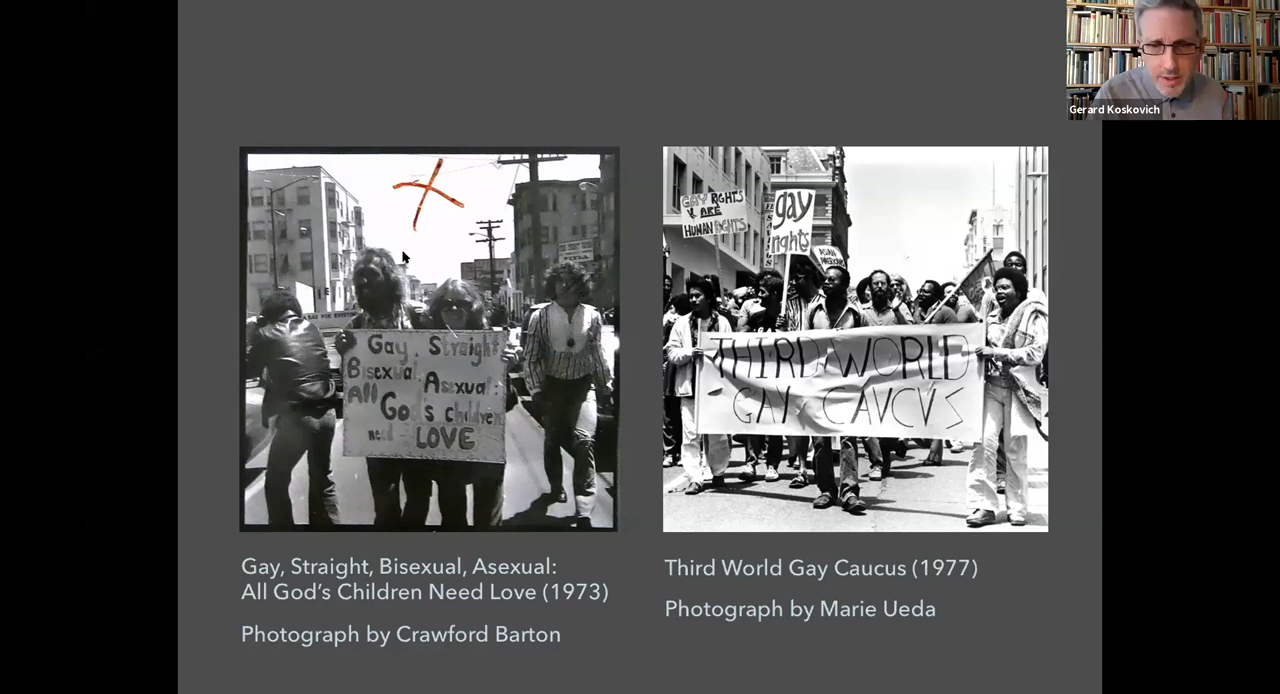 Gerard Koskovich
GAY RIGHTS
ARE
HUMAN RIGHTS
gay
rights
ASIAN
Gay Straight
Bisexual Asexual:
All
God's children
need LOVE
THIRD WORLD
GAY CAUCUS
Gay, Straight, Bisexual, Asexual:
All God’s Children Need Love (1973)
Photograph by Crawford Barton
Third World Gay Caucus (1977)
Photograph by Marie Ueda